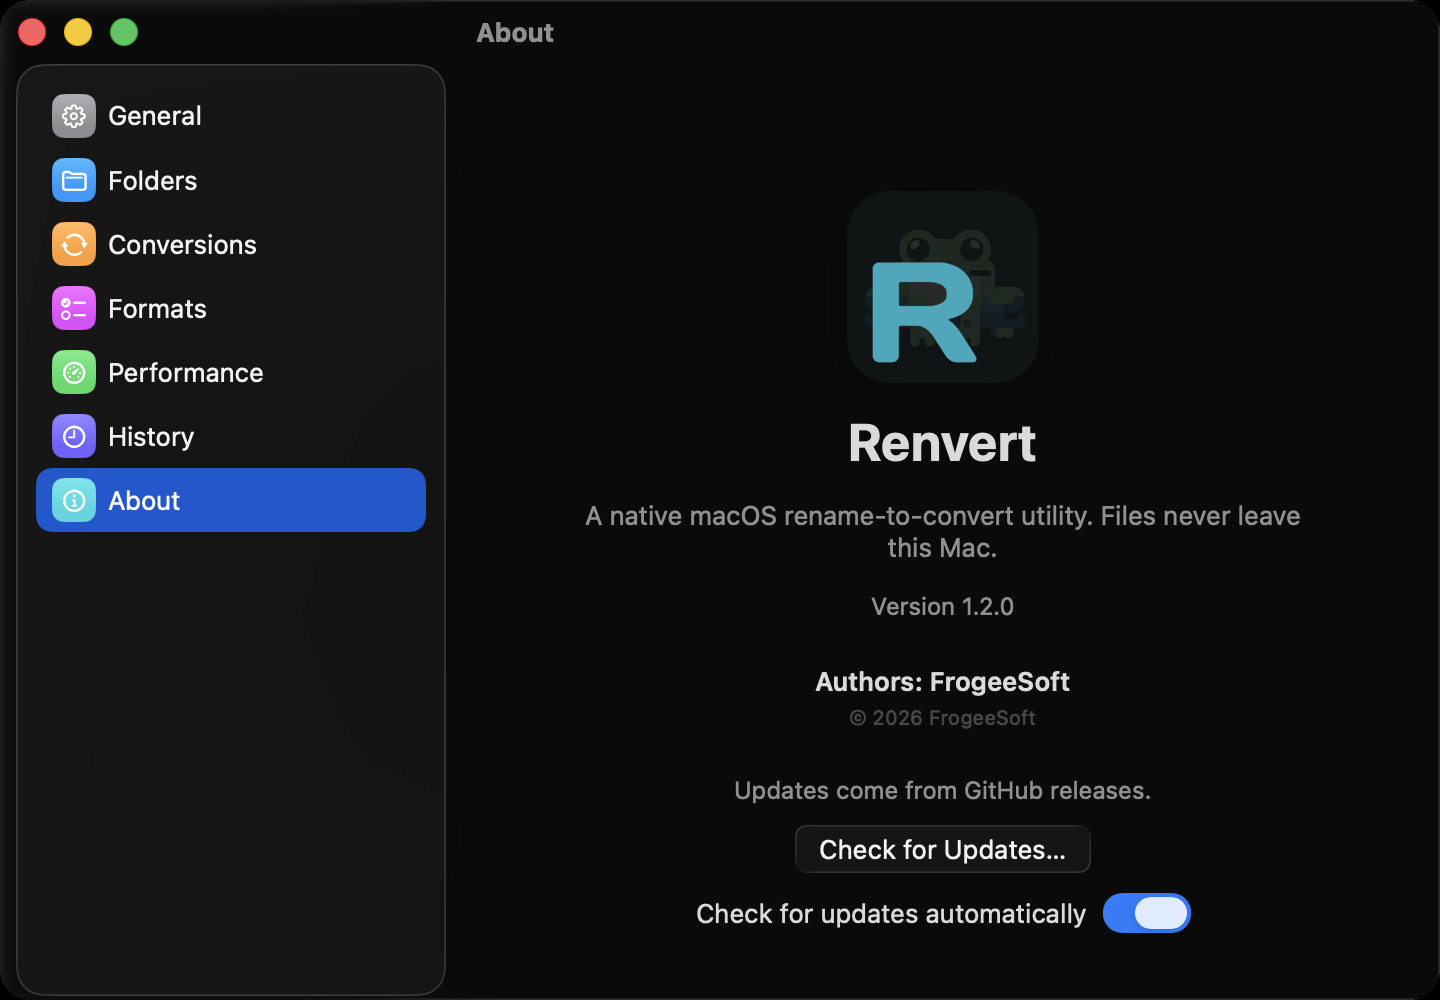 About
General
Folders
Conversions
Formats
Performance
History
About
R
Renvert
A native macOS rename-to-convert utility. Files never leave
this Mac.
Version 1.2.0
Authors: FrogeeSoft
© 2026 FrogeeSoft
Updates come from GitHub releases.
Check for Updates...
Check for updates automatically